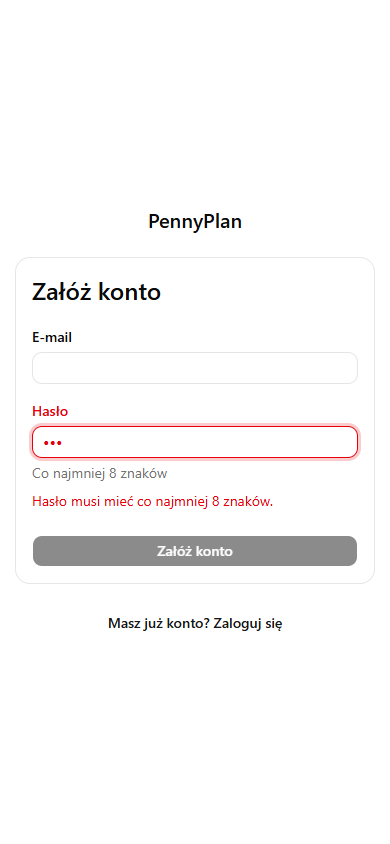 PennyPlan
Załóż konto
E-mail
Hasło
•••
Co najmniej 8 znaków
Hasło musi mieć co najmniej 8 znaków.
Załóż konto
Masz już konto? Zaloguj się